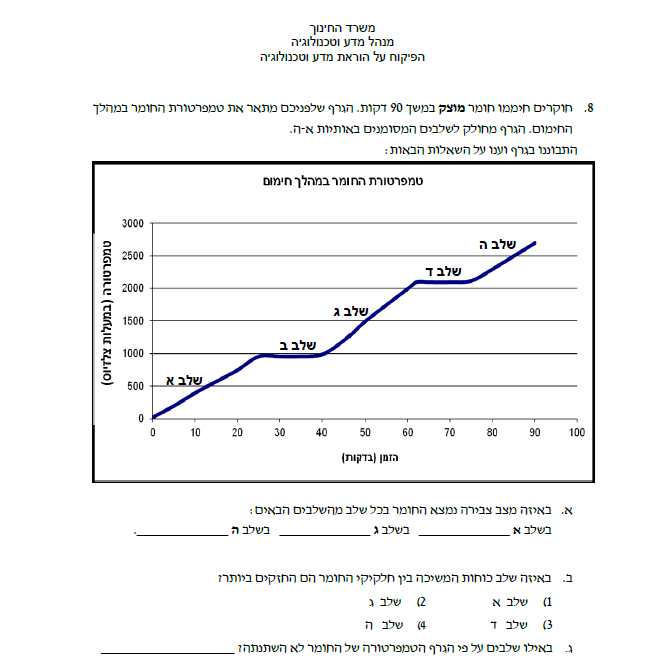 משרד החינוך
מנהל מדע וטכנולוגיה
הפיקוח על הוראת מדע וטכנולוגיה
8. חוקרים חיממו חומר מוצק במשך 90 דקות. הגרף שלפניכם מתאר את טמפרטורת החומר במהלך
החימום. הגרף מחולק לשלבים המסומנים באותיות א-ה.
התבוננו בגרף וענו על השאלות הבאות:
טמפרטורת החומר במהלך חימום
טמפרטורה (במעלות צלזיוס)
3000
2500
2000
1500
1000
500
0
שלב ה
שלב ד
שלב ג
שלב ב
שלב א
0 10 20 30 40 50 60 70 80 90 100
הזמן (בדקות)
א. באיזה מצב צבירה נמצא החומר בכל שלב מהשלבים הבאים:
בשלב א ____________ בשלב ג ____________ בשלב ה ____________.
ב. באיזה שלב כוחות המשיכה בין חלקיקי החומר הם החזקים ביותר?
1) שלב א 2) שלב ג
3) שלב ד 4) שלב ה
ג. באילו שלבים על פי הגרף הטמפרטורה של החומר לא השתנתה? __________________